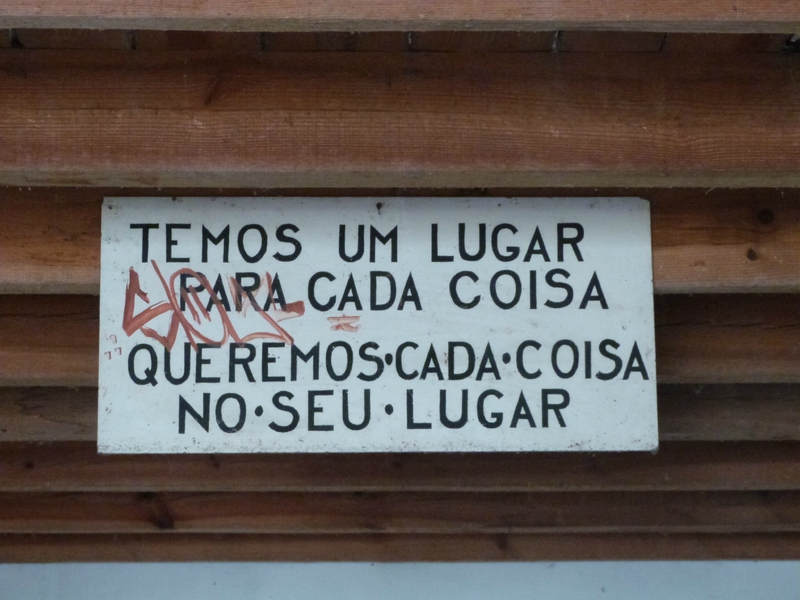 TEMOS UM LUGAR
PARA CADA COISA
QUEREMOS·CADA·COISA
NO·SEU·LUGAR